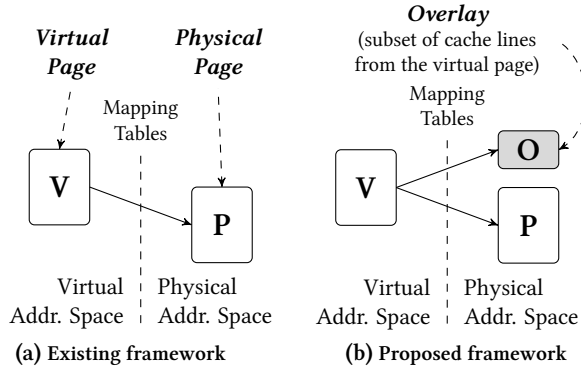 Virtual
Page
Physical
Page
Mapping
Tables
V
P
Virtual
Addr. Space
Physical
Addr. Space
(a) Existing framework
Overlay
(subset of cache lines
from the virtual page)
Mapping
Tables
O
V
P
Virtual
Addr. Space
Physical
Addr. Space
(b) Proposed framework